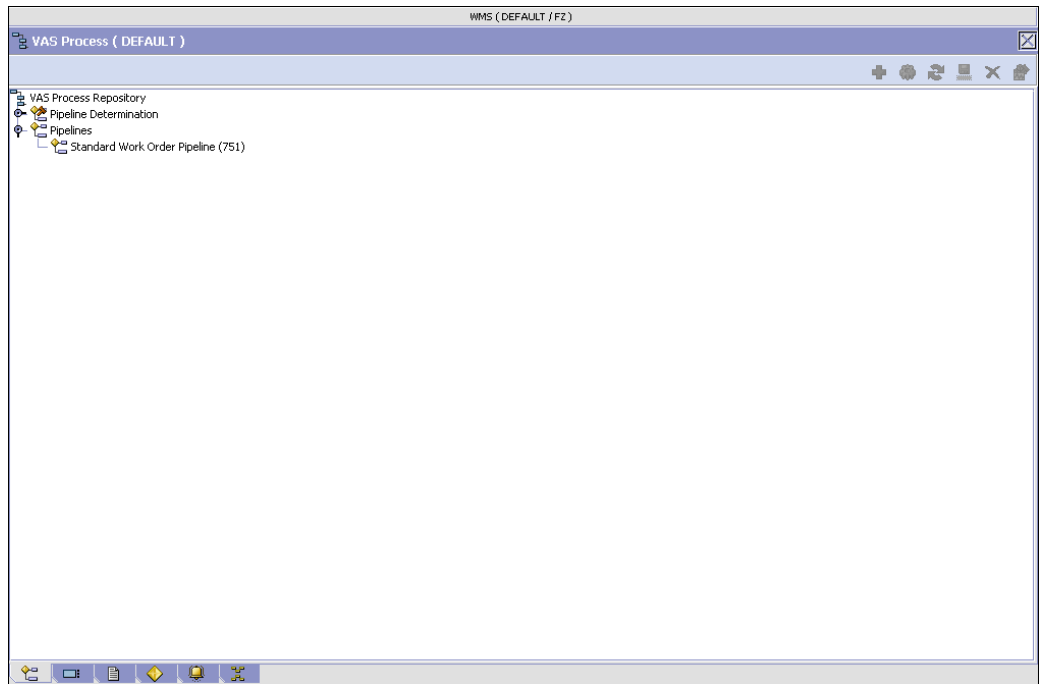 WMS ( DEFAULT / FZ )
VAS Process ( DEFAULT )
VAS Process Repository
Pipeline Determination
Pipelines
Standard Work Order Pipeline (751)